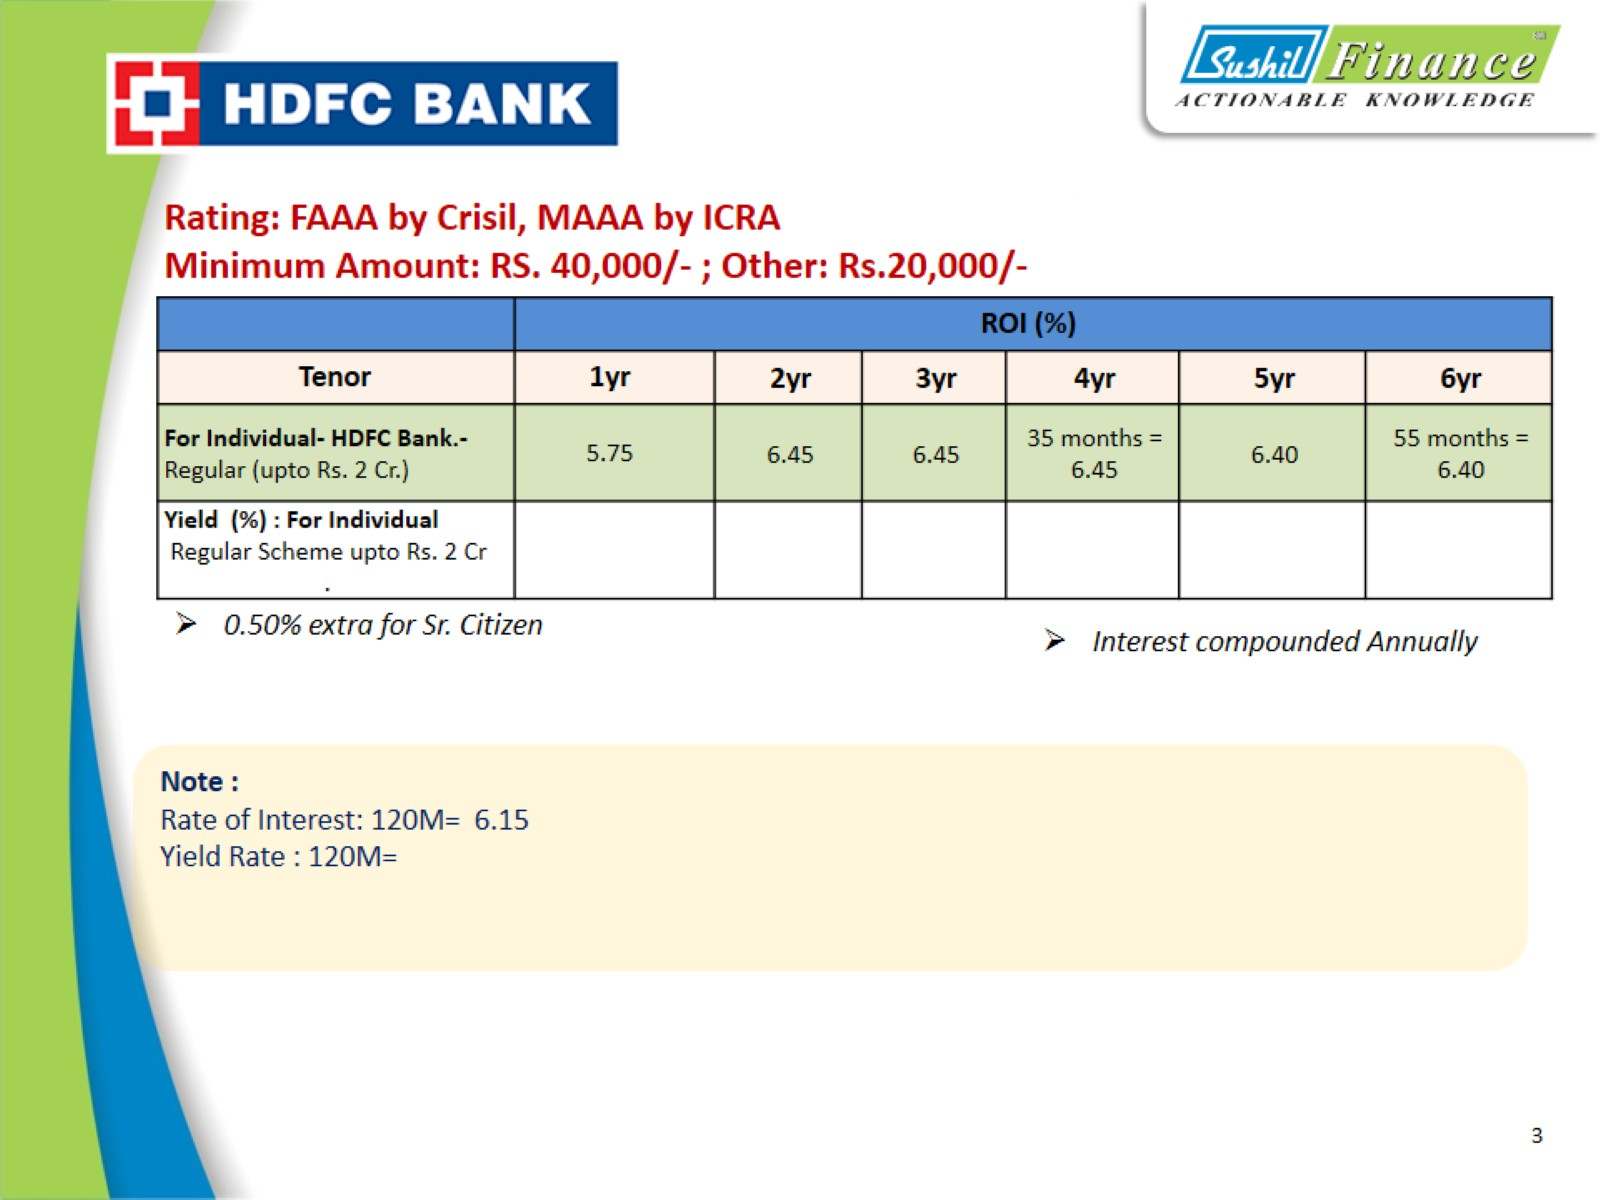 HDFC BANK
Sushil Finance
ACTIONABLE KNOWLEDGE
Rating: FAAA by Crisil, MAAA by ICRA
Minimum Amount: RS. 40,000/- ; Other: Rs.20,000/-
ROI (%)
Tenor 1yr 2yr 3yr 4yr 5yr 6yr
For Individual- HDFC Bank.-
Regular (upto Rs. 2 Cr.)
5.75
6.45
6.45
35 months =
6.45
6.40
55 months =
6.40
Yield (%) : For Individual
Regular Scheme upto Rs. 2 Cr
.
➢ 0.50% extra for Sr. Citizen
➢ Interest compounded Annually
Note :
Rate of Interest: 120M= 6.15
Yield Rate : 120M=
3